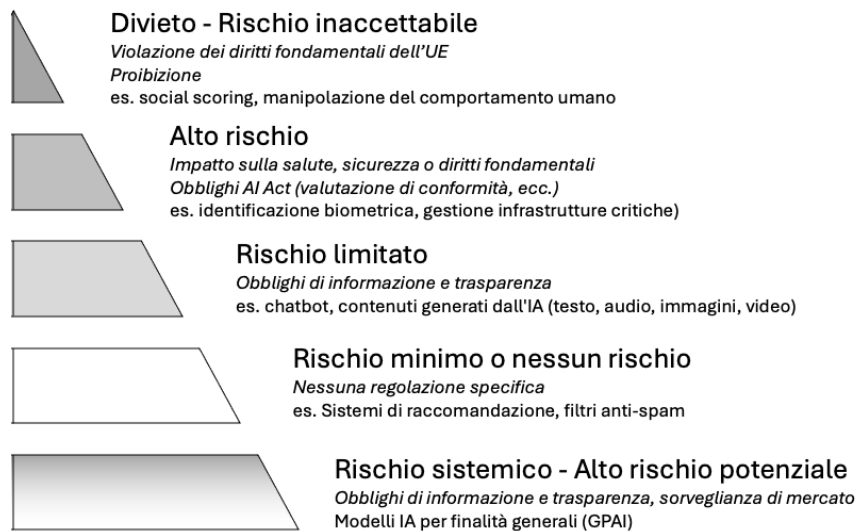 Divieto - Rischio inaccettabile
Violazione dei diritti fondamentali dell'UE
Proibizione
es. social scoring, manipolazione del comportamento umano
Alto rischio
Impatto sulla salute, sicurezza o diritti fondamentali
Obblighi AI Act (valutazione di conformità, ecc.)
es. identificazione biometrica, gestione infrastrutture critiche)
Rischio limitato
Obblighi di informazione e trasparenza
es. chatbot, contenuti generati dall'IA (testo, audio, immagini, video)
Rischio minimo o nessun rischio
Nessuna regolazione specifica
es. Sistemi di raccomandazione, filtri anti-spam
Rischio sistemico - Alto rischio potenziale
Obblighi di informazione e trasparenza, sorveglianza di mercato
Modelli IA per finalità generali (GPAI)